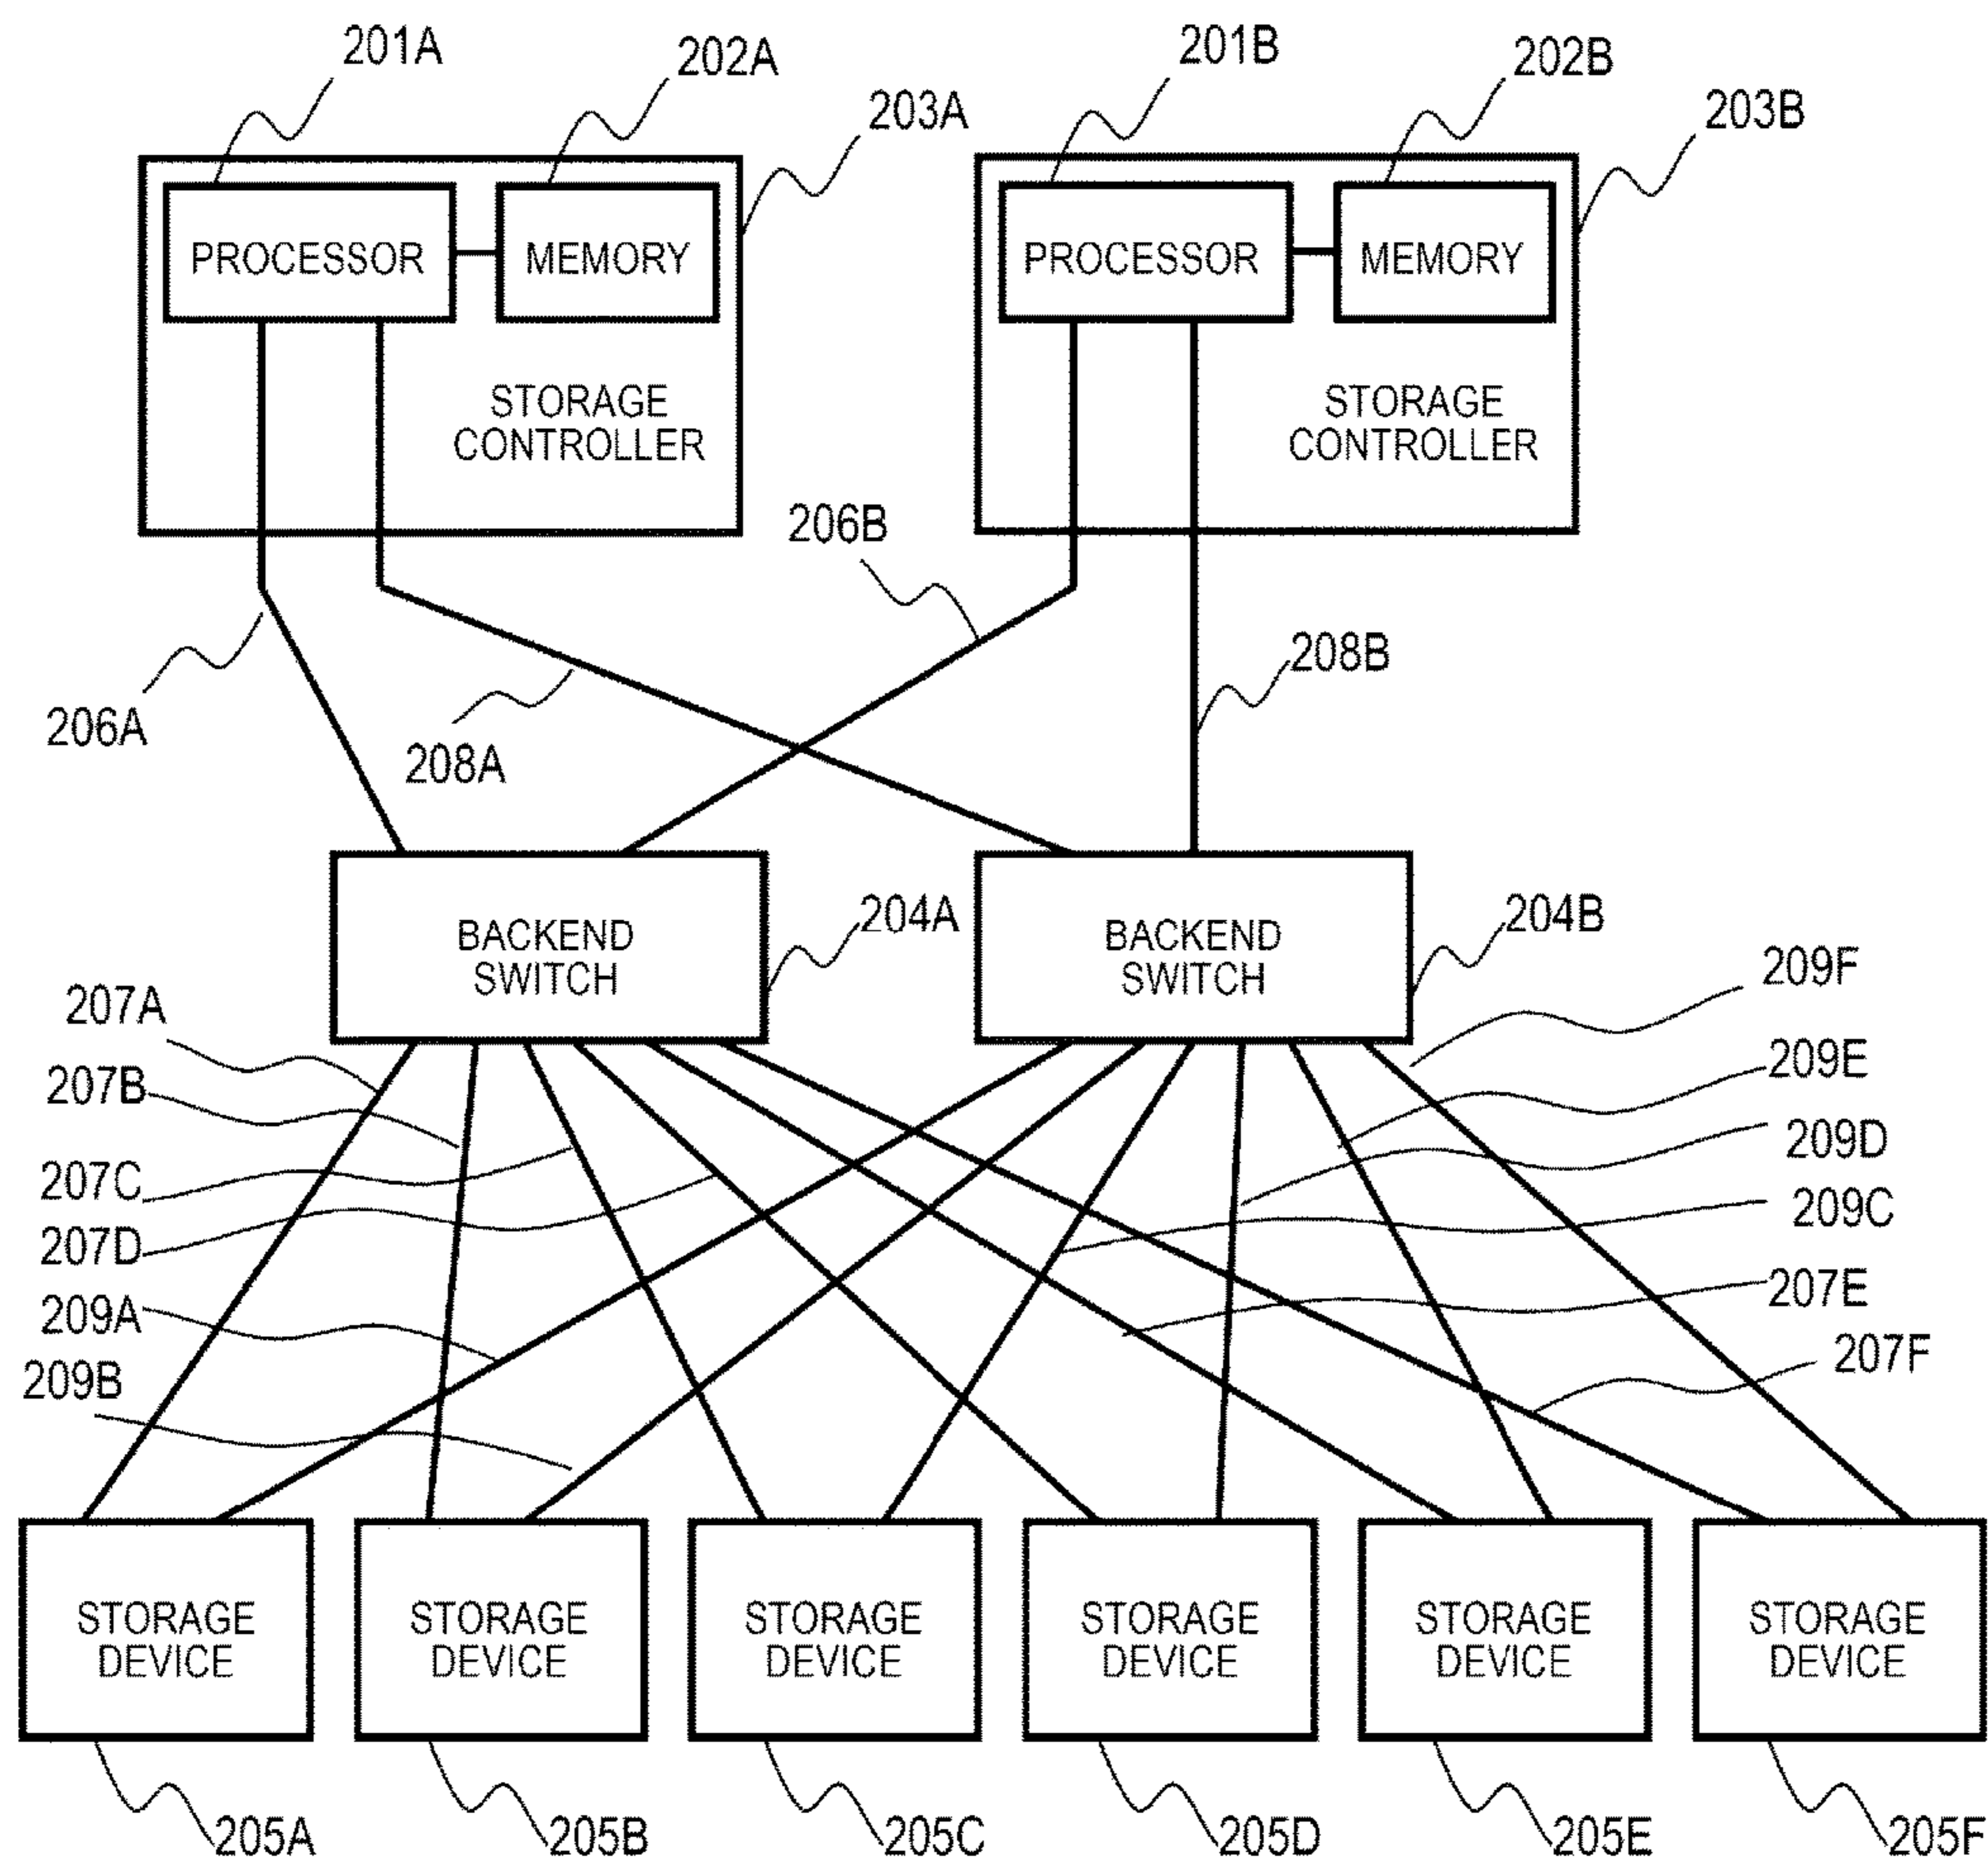 201A
202A
203A
201B
202B
203B
PROCESSOR
MEMORY
STORAGE
CONTROLLER
PROCESSOR
MEMORY
STORAGE
CONTROLLER
206A
208A
206B
208B
BACKEND
SWITCH
204A
BACKEND
SWITCH
204B
207A
207B
207C
207D
209A
209B
209F
209E
209D
209C
207E
207F
STORAGE
DEVICE
STORAGE
DEVICE
STORAGE
DEVICE
STORAGE
DEVICE
STORAGE
DEVICE
STORAGE
DEVICE
205A
205B
205C
205D
205E
205F